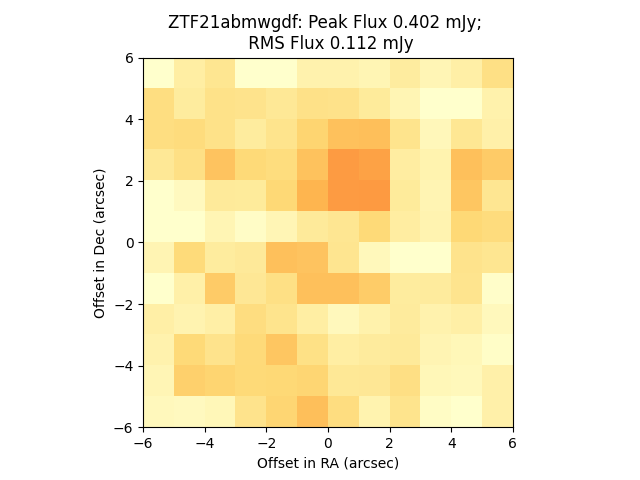 ZTF21abmwgdf: Peak Flux 0.402 mJy;
RMS Flux 0.112 mJy
6
4
2
0
−2
−4
−6
Offset in Dec (arcsec)
−6 −4 −2 0 2 4 6
Offset in RA (arcsec)